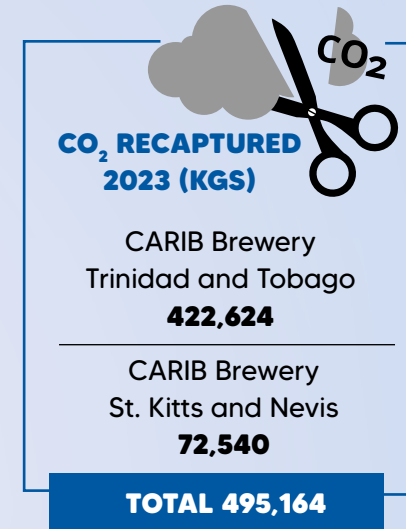 CO₂
CO₂ RECAPTURED
2023 (KGS)
CARIB Brewery
Trinidad and Tobago
422,624
CARIB Brewery
St. Kitts and Nevis
72,540
TOTAL 495,164